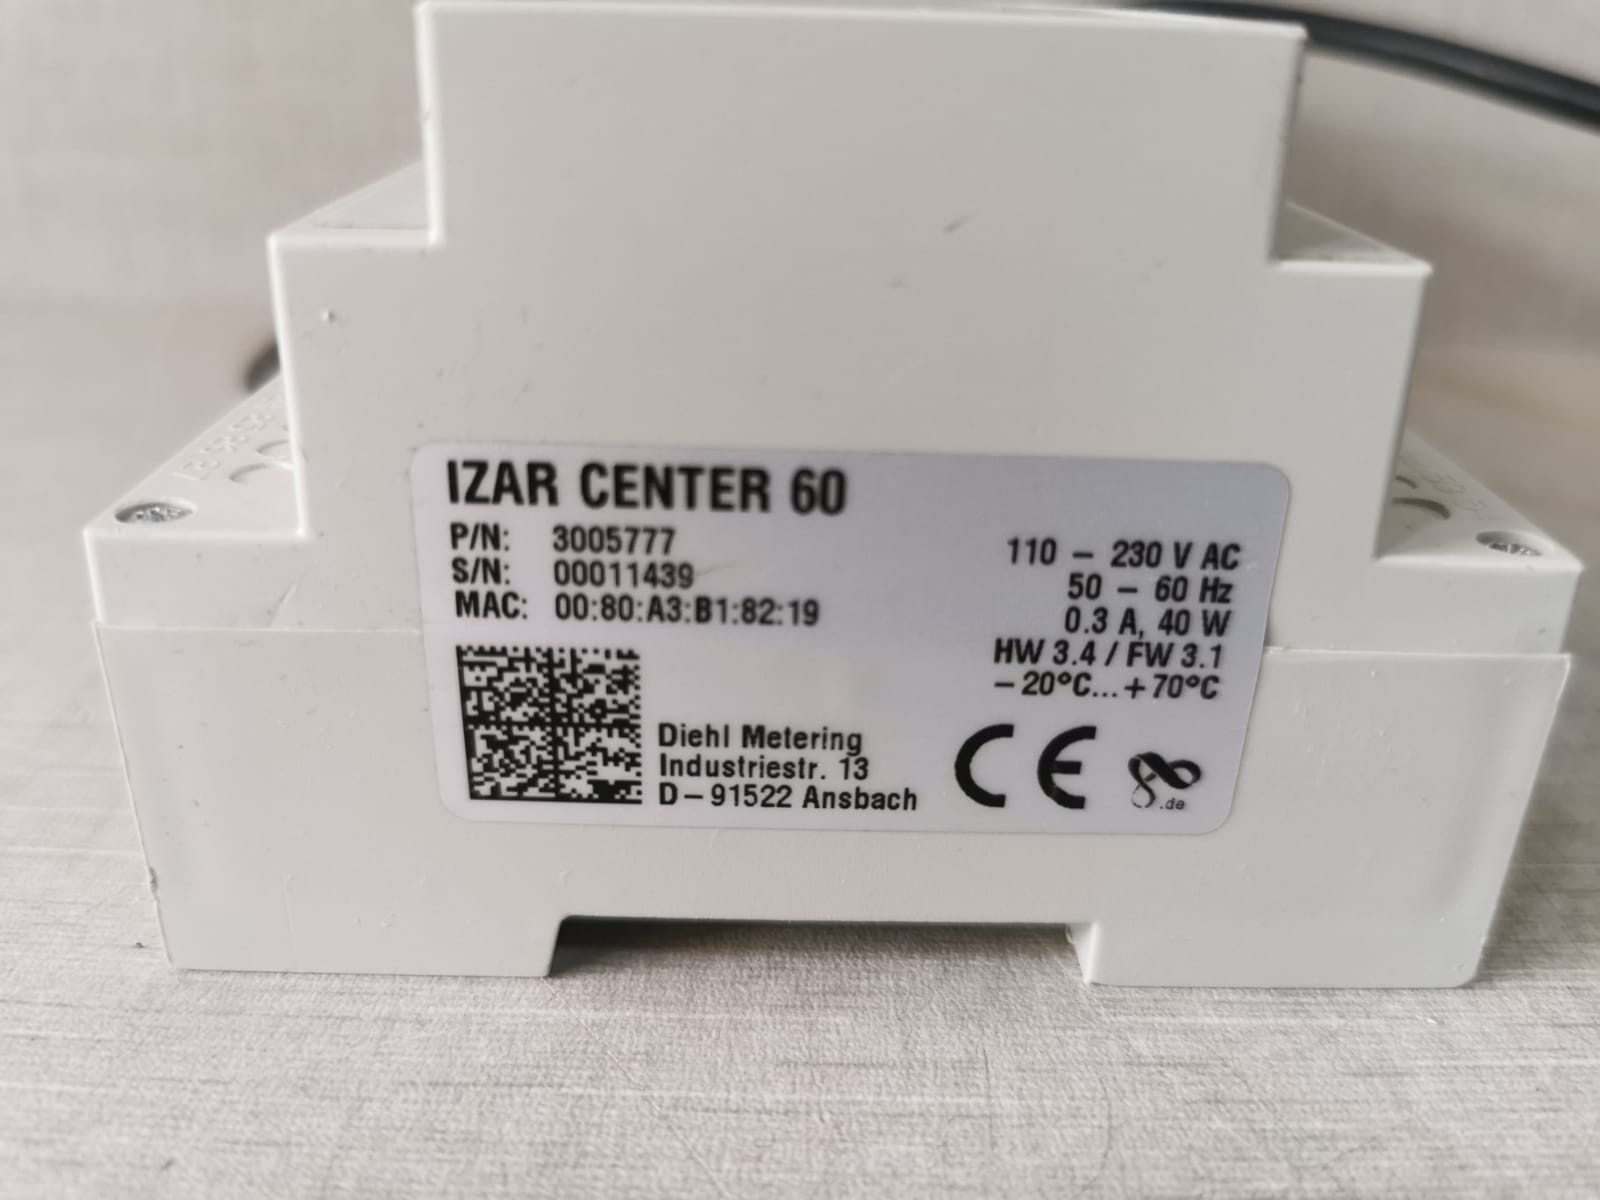 IZAR CENTER 60
P/N: 3005777
S/N: 00011439
MAC: 00:80:A3:B1:82:19
110 – 230 V AC
50 – 60 Hz
0.3 A, 40 W
HW 3.4 / FW 3.1
–20°C...+70°C
Diehl Metering
Industriestr. 13
D–91522 Ansbach
CE
.de